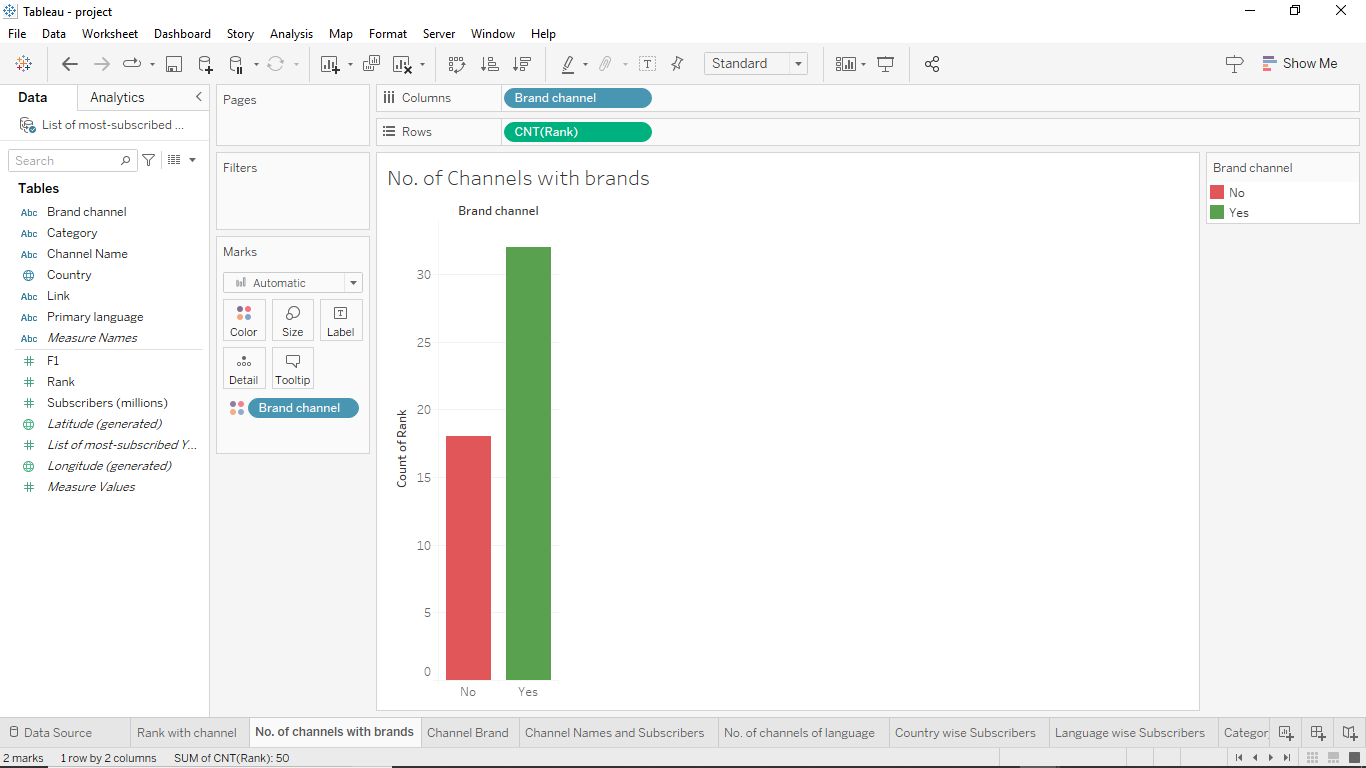 Tableau - project
File Data Worksheet Dashboard Story Analysis Map Format Server Window Help
Standard
Show Me
Data Analytics
List of most-subscribed ...
Search
Tables
Abc Brand channel
Abc Category
Abc Channel Name
Country
Abc Link
Abc Primary language
Abc Measure Names
F1
Rank
Subscribers (millions)
Latitude (generated)
List of most-subscribed Y...
Longitude (generated)
Measure Values
Pages
Filters
Marks
Automatic
Color Size Label
Detail Tooltip
Brand channel
Columns Brand channel
Rows CNT(Rank)
No. of Channels with brands
Brand channel
Count of Rank
30
25
20
15
10
5
0
No Yes
Brand channel
No
Yes
Data Source Rank with channel No. of channels with brands Channel Brand Channel Names and Subscribers No. of channels of language Country wise Subscribers Language wise Subscribers Categor
2 marks 1 row by 2 columns SUM of CNT(Rank): 50